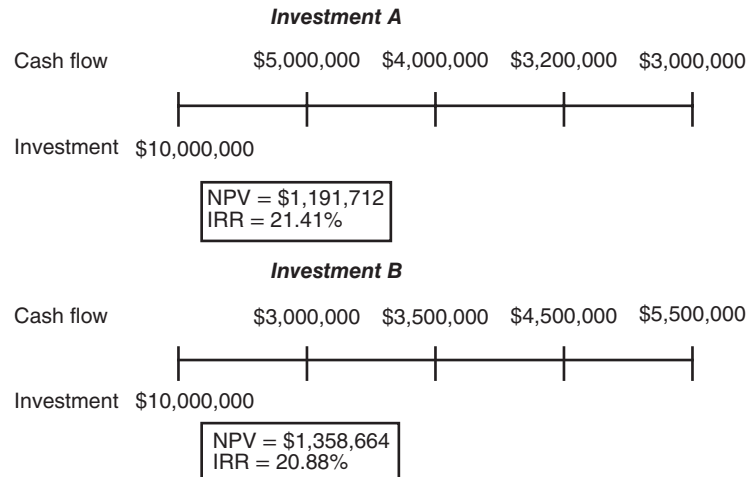 Investment A
Cash flow $5,000,000 $4,000,000 $3,200,000 $3,000,000
Investment $10,000,000
NPV = $1,191,712
IRR = 21.41%
Investment B
Cash flow $3,000,000 $3,500,000 $4,500,000 $5,500,000
Investment $10,000,000
NPV = $1,358,664
IRR = 20.88%